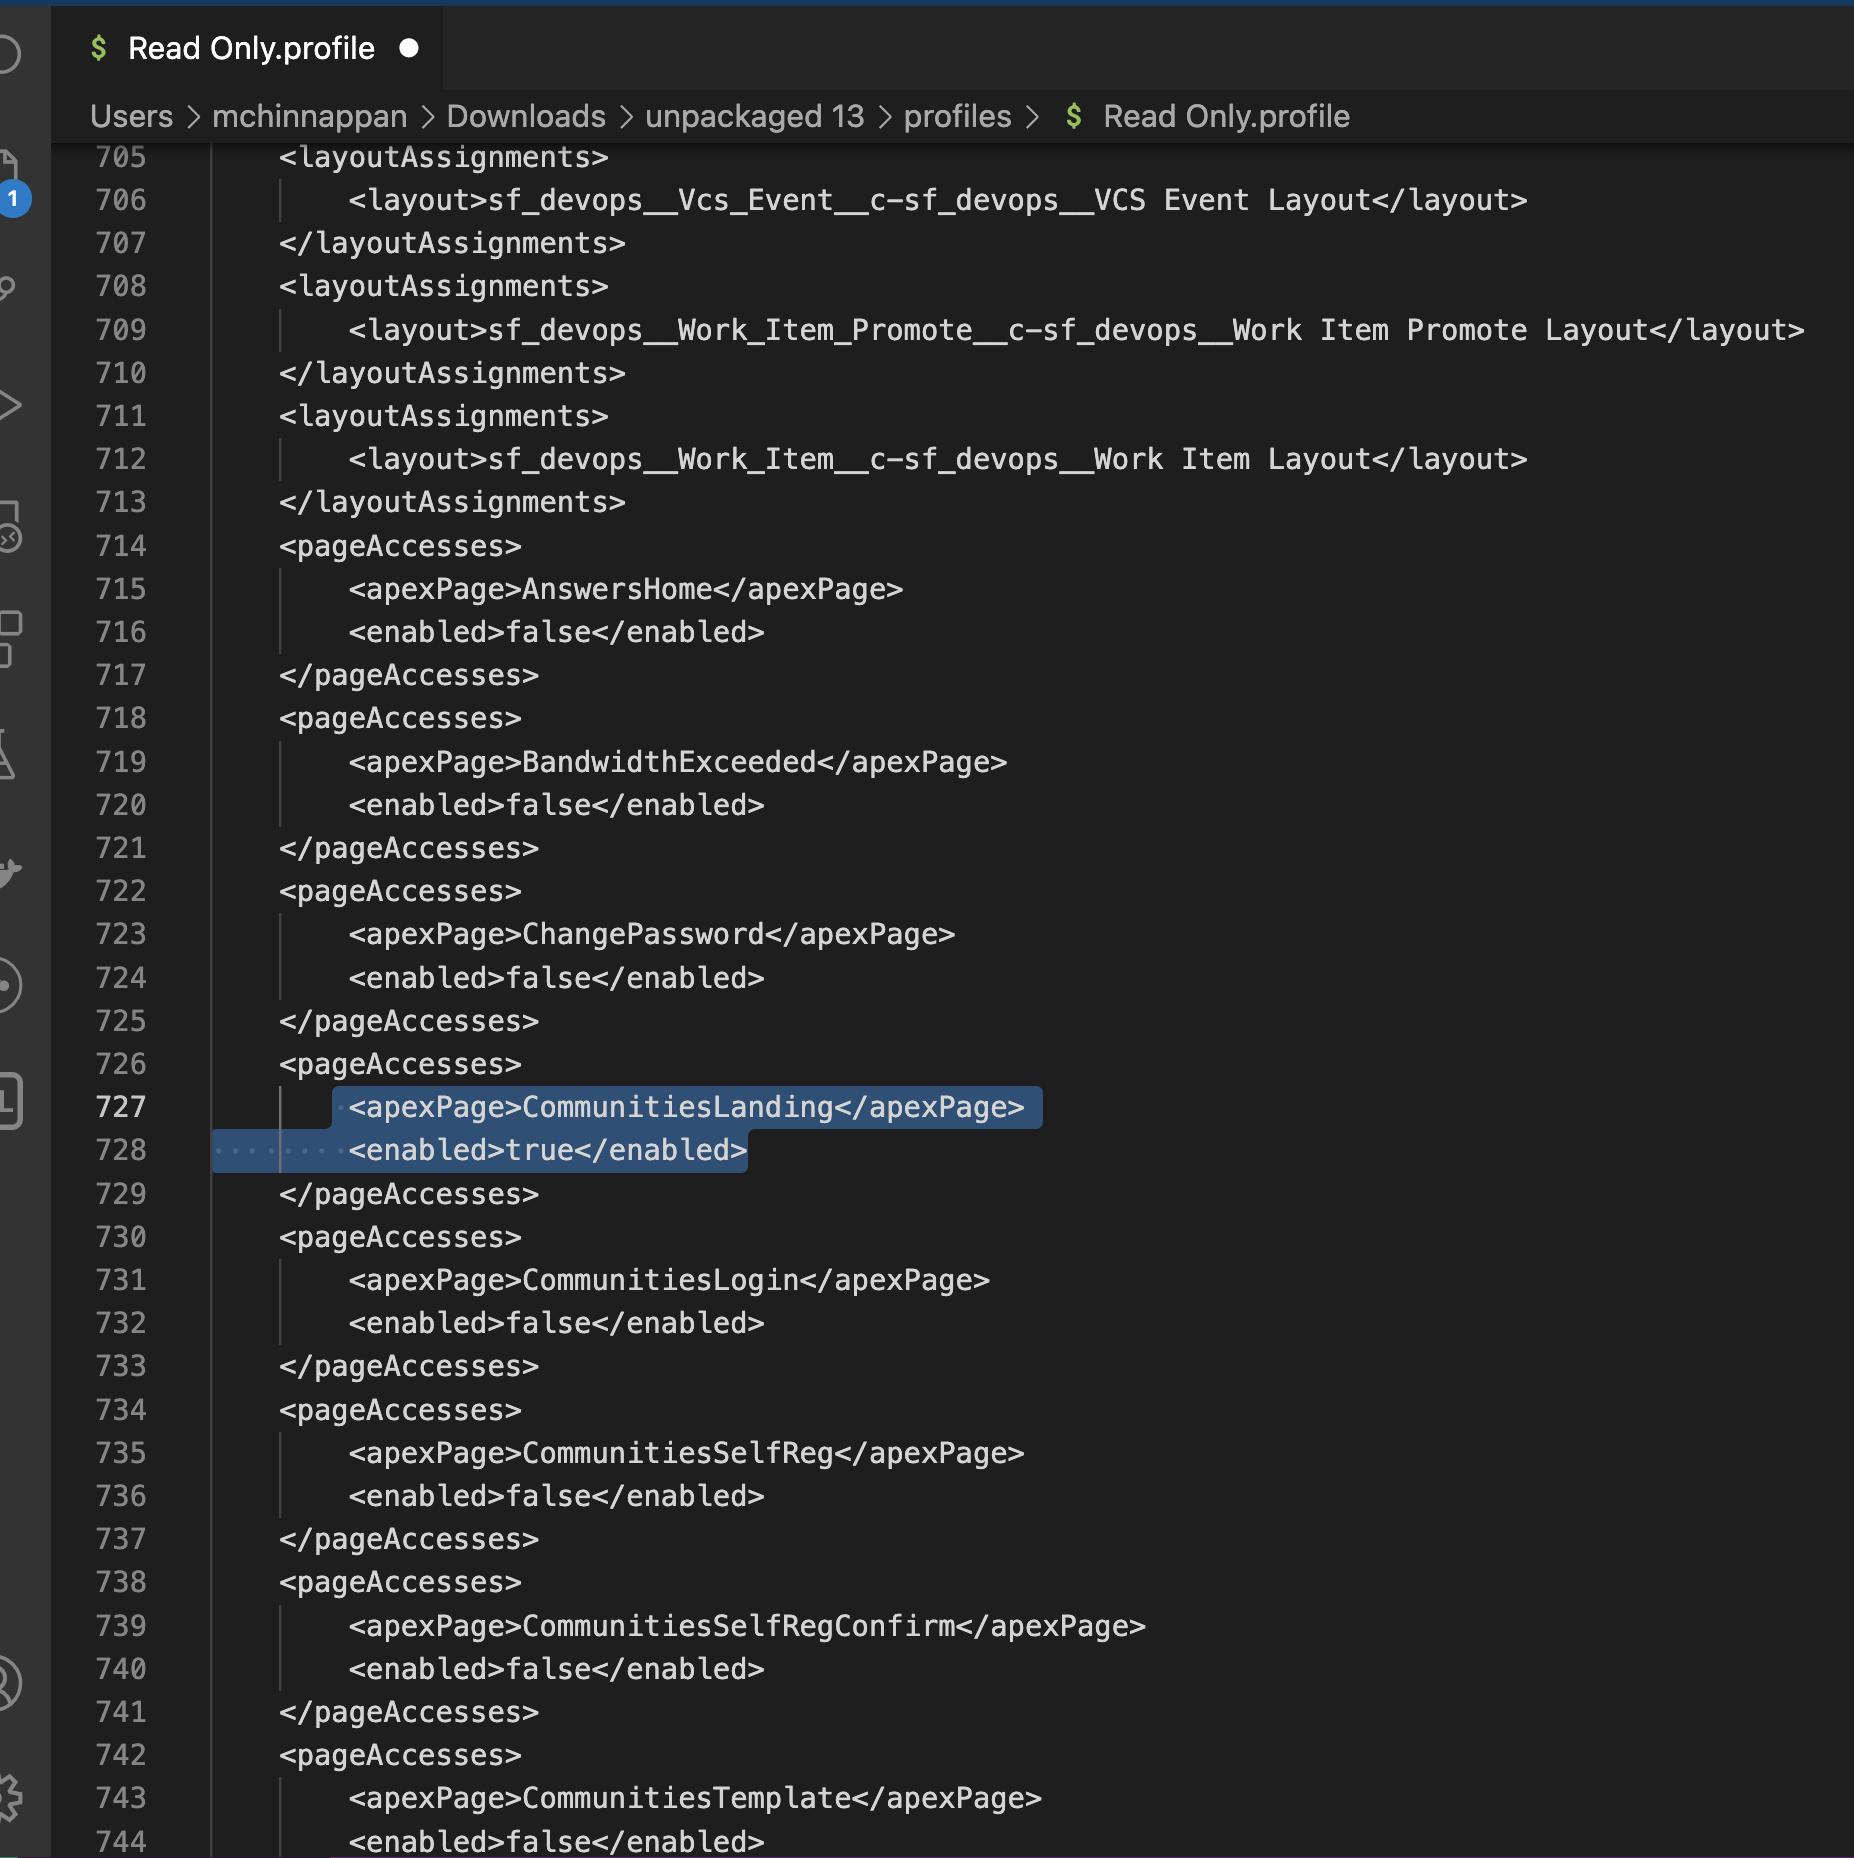 $ Read Only.profile
Users > mchinnappan > Downloads > unpackaged 13 > profiles > $ Read Only.profile
705 <layoutAssignments>
1
706 <layout>sf_devops__Vcs_Event__c-sf_devops__VCS Event Layout</layout>
707 </layoutAssignments>
708 <layoutAssignments>
709 <layout>sf_devops__Work_Item_Promote__c-sf_devops__Work Item Promote Layout</layout>
710 </layoutAssignments>
711 <layoutAssignments>
712 <layout>sf_devops__Work_Item__c-sf_devops__Work Item Layout</layout>
713 </layoutAssignments>
714 <pageAccesses>
715 <apexPage>AnswersHome</apexPage>
716 <enabled>false</enabled>
717 </pageAccesses>
718 <pageAccesses>
719 <apexPage>BandwidthExceeded</apexPage>
720 <enabled>false</enabled>
721 </pageAccesses>
722 <pageAccesses>
723 <apexPage>ChangePassword</apexPage>
724 <enabled>false</enabled>
725 </pageAccesses>
726 <pageAccesses>
727 <apexPage>CommunitiesLanding</apexPage>
728 <enabled>true</enabled>
729 </pageAccesses>
730 <pageAccesses>
731 <apexPage>CommunitiesLogin</apexPage>
732 <enabled>false</enabled>
733 </pageAccesses>
734 <pageAccesses>
735 <apexPage>CommunitiesSelfReg</apexPage>
736 <enabled>false</enabled>
737 </pageAccesses>
738 <pageAccesses>
739 <apexPage>CommunitiesSelfRegConfirm</apexPage>
740 <enabled>false</enabled>
741 </pageAccesses>
742 <pageAccesses>
743 <apexPage>CommunitiesTemplate</apexPage>
744 <enabled>false</enabled>